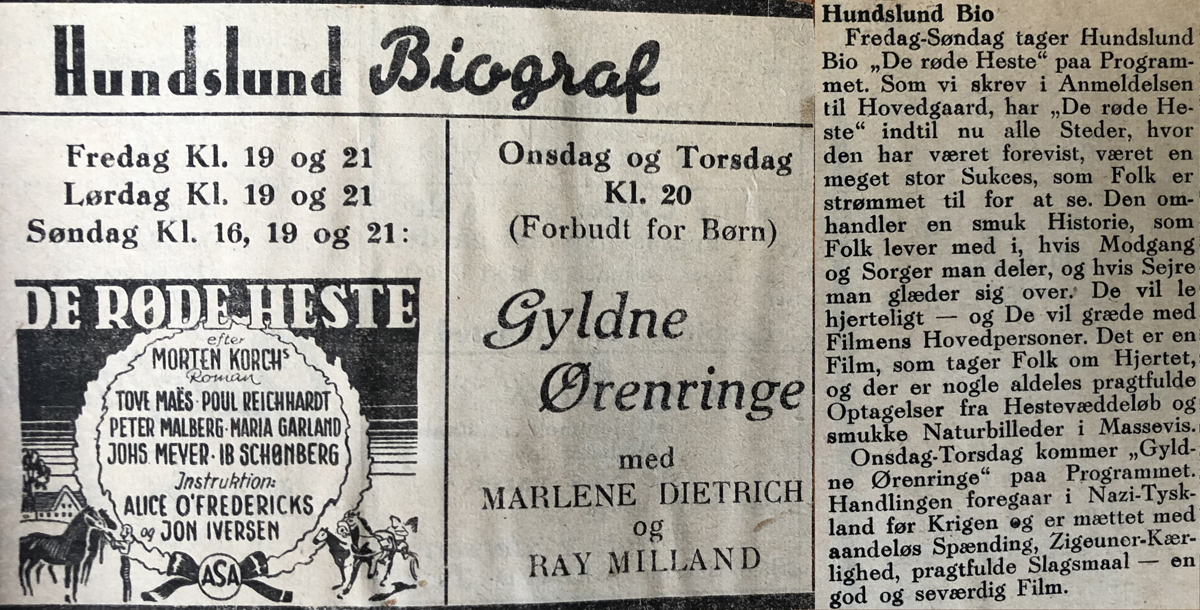 Hundslund Biograf
Fredag Kl. 19 og 21
Lørdag Kl. 19 og 21
Søndag Kl. 16, 19 og 21:
DE RØDE HESTE
efter
MORTEN KORCHS
Roman
TOVE MAËS · POUL REICHHARDT
PETER MALBERG · MARIA GARLAND
JOHS. MEYER · IB SCHØNBERG
Instruktion:
ALICE O'FREDERICKS
og JON IVERSEN
ASA
Onsdag og Torsdag
Kl. 20
(Forbudt for Børn)
Gyldne
Ørenringe
med
MARLENE DIETRICH
og
RAY MILLAND
Hundslund Bio
Fredag-Søndag tager Hundslund
Bio „De røde Heste“ paa Program-
met. Som vi skrev i Anmeldelsen
til Hovedgaard, har „De røde He-
ste“ indtil nu alle Steder, hvor
den har været forevist, været en
meget stor Sukces, som Folk er
strømmet til for at se. Den om-
handler en smuk Historie, som
Folk lever med i, hvis Modgang
og Sorger man deler, og hvis Sejre
man glæder sig over. De vil le
hjerteligt — og De vil græde med
Filmens Hovedpersoner. Det er en
Film, som tager Folk om Hjertet,
og der er nogle aldeles pragtfulde
Optagelser fra Hestevæddeløb og
smukke Naturbilleder i Massevis.
Onsdag-Torsdag kommer „Gyld-
ne Ørenringe“ paa Programmet.
Handlingen foregaar i Nazi-Tysk-
land før Krigen og er mættet med
aandeløs Spænding, Zigeuner-Kær-
lighed, pragtfulde Slagsmaal — en
god og seværdig Film.